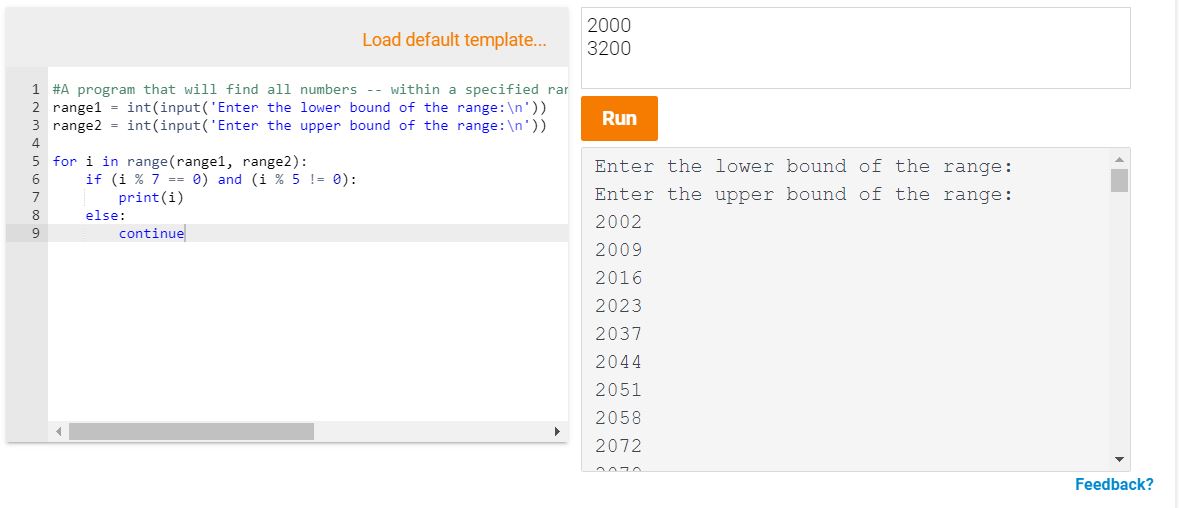 Load default template...
1 #A program that will find all numbers -- within a specified
2 range1 = int(input('Enter the lower bound of the range:\n'))
3 range2 = int(input('Enter the upper bound of the range:\n'))
4
5 for i in range(range1, range2):
6     if (i % 7 == 0) and (i % 5 != 0):
7         print(i)
8     else:
9         continue
2000
3200
Run
Enter the lower bound of the range:
Enter the upper bound of the range:
2002
2009
2016
2023
2037
2044
2051
2058
2072
Feedback?